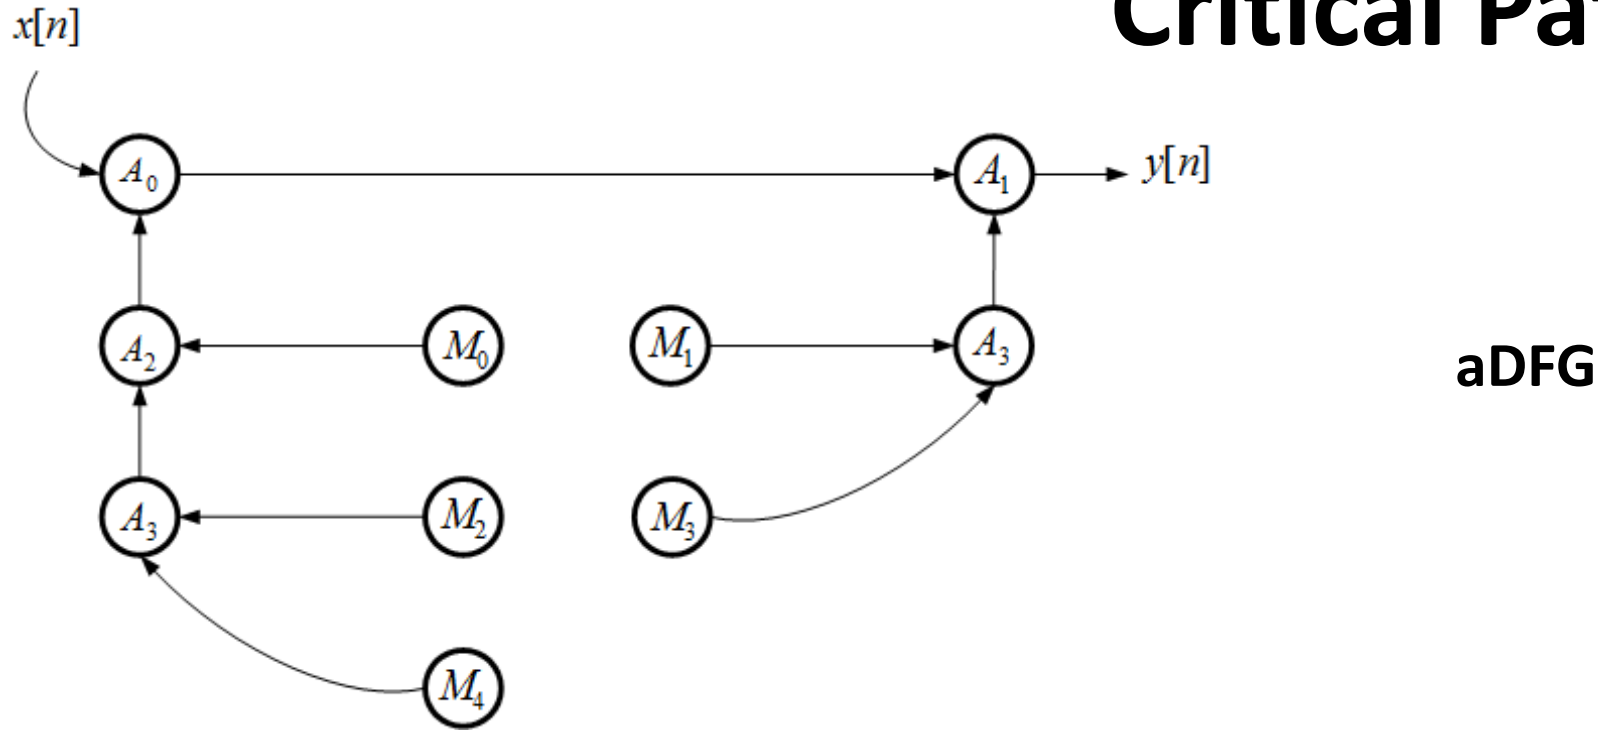 Critical Pa
x[n]
A₀
A₁
y[n]
A₂
M₀
M₁
A₃
aDFG
A₃
M₂
M₃
M₄